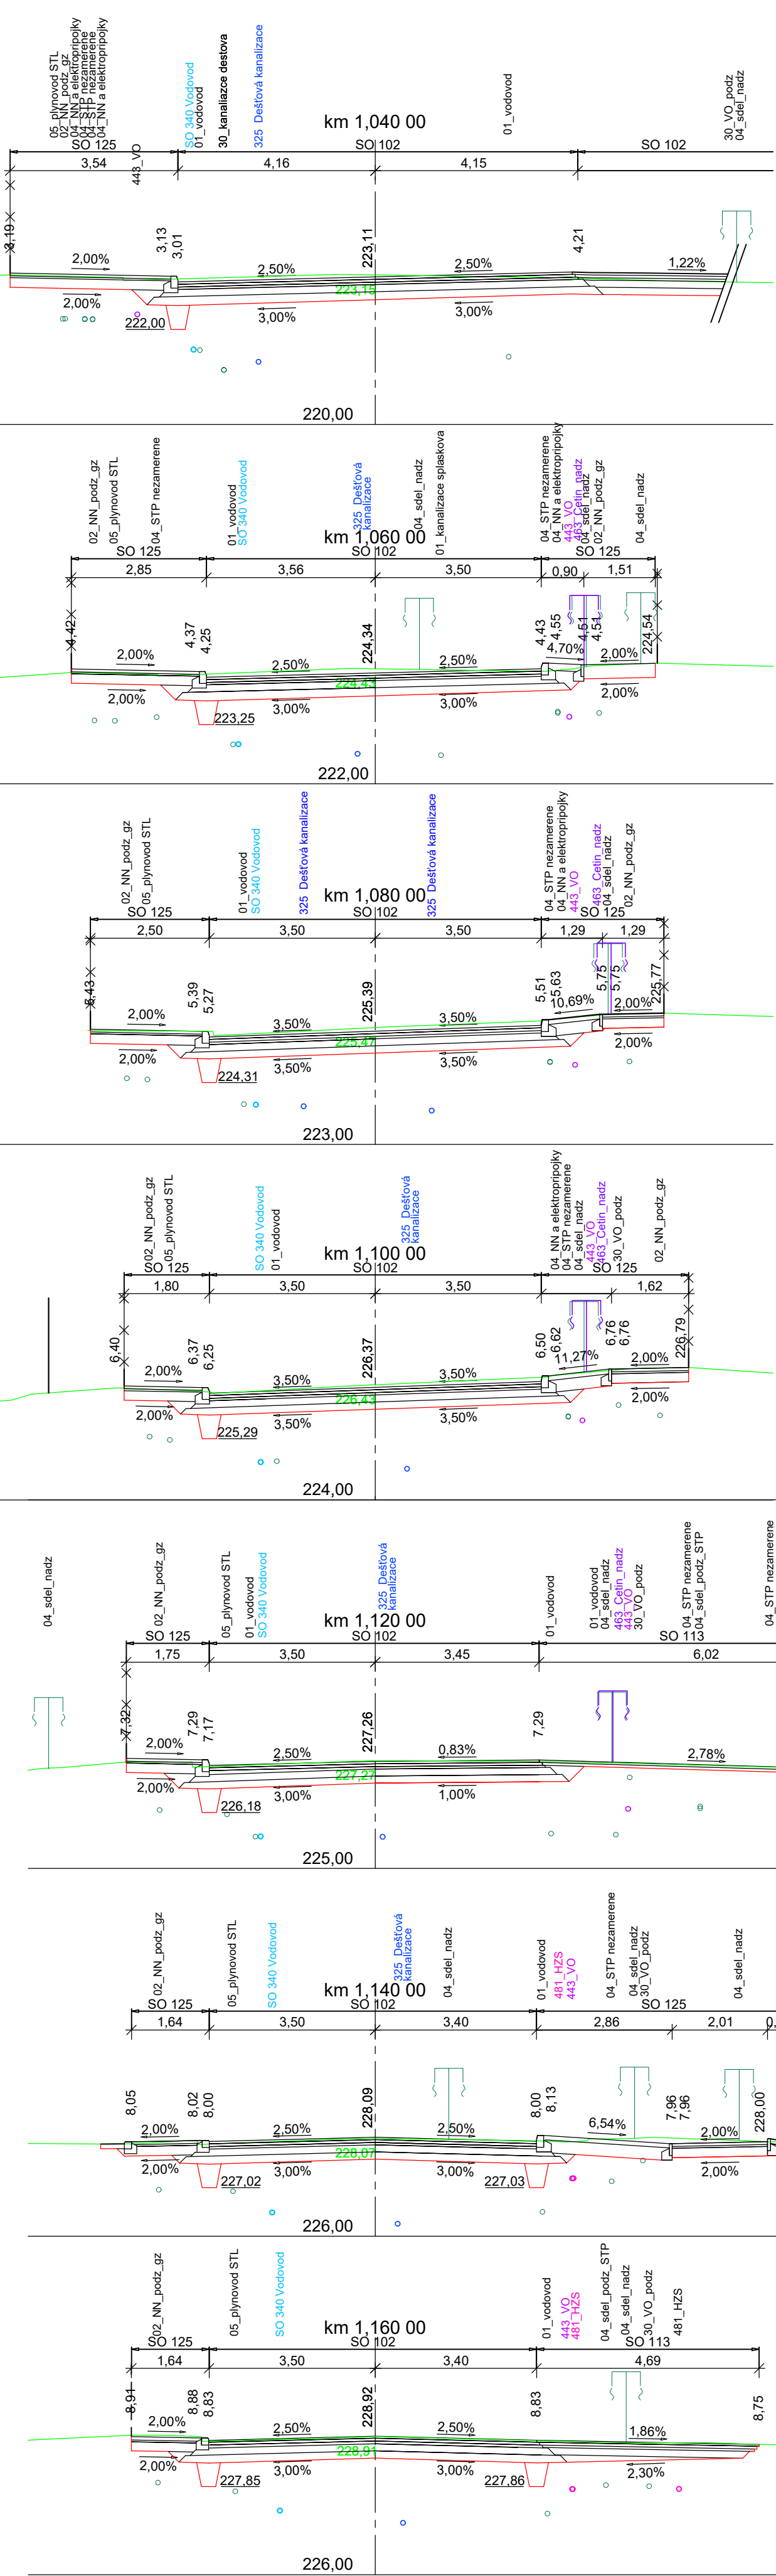 05_plynovod STL
02_NN_podz_gz
04_NN a elektropripojky
04_STP nezamerene
04_STP nezamerene
04_NN a elektropripojky
443_VO
SO 340 Vodovod
01_vodovod
30_kanaliazce destova
325 Dešťová kanalizace
01_vodovod
30_VO_podz
04_sdel_nadz
km 1,040 00
SO 125
SO 102
SO 102
3,54
4,16
4,15
3,19
3,13
3,01
223,11
4,21
2,00%
2,50%
2,50%
1,22%
223,15
2,00%
3,00%
3,00%
222,00
220,00
02_NN_podz_gz
05_plynovod STL
04_STP nezamerene
01_vodovod
SO 340 Vodovod
325 Dešťová
kanalizace
04_sdel_nadz
01_kanalizace splaskova
04_STP nezamerene
04_NN a elektropripojky
443_VO
463_Cetin_nadz
04_sdel_nadz
02_NN_podz_gz
04_sdel_nadz
km 1,060 00
SO 125
SO 102
SO 125
2,85
3,56
3,50
0,90
1,51
4,42
4,37
4,25
224,34
4,43
4,55
4,51
4,51
224,54
2,00%
2,50%
2,50%
4,70%
2,00%
224,43
2,00%
3,00%
3,00%
2,00%
223,25
222,00
02_NN_podz_gz
05_plynovod STL
01_vodovod
SO 340 Vodovod
325 Dešťová kanalizace
325 Dešťová kanalizace
04_STP nezamerene
04_NN a elektropripojky
443_VO
463_Cetin_nadz
04_sdel_nadz
02_NN_podz_gz
km 1,080 00
SO 125
SO 102
SO 125
2,50
3,50
3,50
1,29
1,29
5,43
5,39
5,27
225,39
5,51
5,63
5,75
5,75
225,77
2,00%
3,50%
3,50%
10,69%
2,00%
225,47
2,00%
3,50%
3,50%
2,00%
224,31
223,00
02_NN_podz_gz
05_plynovod STL
SO 340 Vodovod
01_vodovod
325 Dešťová
kanalizace
04_NN a elektropripojky
04_STP nezamerene
04_sdel_nadz
443_VO
463_Cetin_nadz
30_VO_podz
02_NN_podz_gz
km 1,100 00
SO 125
SO 102
SO 125
1,80
3,50
3,50
1,62
6,40
6,37
6,25
226,37
6,50
6,62
6,76
6,76
226,79
2,00%
3,50%
3,50%
11,27%
2,00%
226,43
2,00%
3,50%
3,50%
2,00%
225,29
224,00
04_sdel_nadz
02_NN_podz_gz
05_plynovod STL
01_vodovod
SO 340 Vodovod
325 Dešťová
kanalizace
01_vodovod
01_vodovod
04_sdel_nadz
463_Cetin_nadz
443_VO
30_VO_podz
04_STP nezamerene
04_sdel_podz_STP
04_STP nezamerene
km 1,120 00
SO 125
SO 102
SO 113
1,75
3,50
3,45
6,02
7,32
7,29
7,17
227,26
7,29
2,00%
2,50%
0,83%
2,78%
227,27
2,00%
3,00%
1,00%
226,18
225,00
02_NN_podz_gz
05_plynovod STL
SO 340 Vodovod
325 Dešťová
kanalizace
04_sdel_nadz
01_vodovod
481_HZS
443_VO
04_STP nezamerene
04_sdel_nadz
30_VO_podz
04_sdel_nadz
km 1,140 00
SO 125
SO 102
SO 125
1,64
3,50
3,40
2,86
2,01
0,
8,05
8,02
8,00
228,09
8,00
8,13
7,96
7,96
228,00
2,00%
2,50%
2,50%
6,54%
2,00%
228,07
2,00%
3,00%
3,00%
2,00%
227,02
227,03
226,00
02_NN_podz_gz
05_plynovod STL
SO 340 Vodovod
01_vodovod
443_VO
481_HZS
04_sdel_podz_STP
04_sdel_nadz
30_VO_podz
481_HZS
km 1,160 00
SO 125
SO 102
SO 113
1,64
3,50
3,40
4,69
8,91
8,88
8,83
228,92
8,83
8,75
2,00%
2,50%
2,50%
1,86%
228,91
2,00%
3,00%
3,00%
2,30%
227,85
227,86
226,00